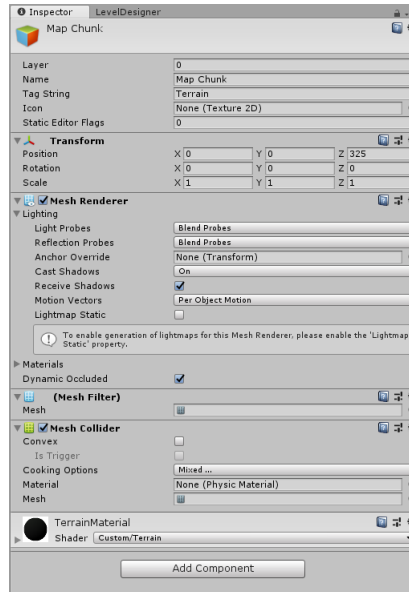 Inspector LevelDesigner
Map Chunk
Layer 0
Name Map Chunk
Tag String Terrain
Icon None (Texture 2D)
Static Editor Flags 0
Transform
Position X 0 Y 0 Z 325
Rotation X 0 Y 0 Z 0
Scale X 1 Y 1 Z 1
Mesh Renderer
Lighting
Light Probes Blend Probes
Reflection Probes Blend Probes
Anchor Override None (Transform)
Cast Shadows On
Receive Shadows
Motion Vectors Per Object Motion
Lightmap Static
To enable generation of lightmaps for this Mesh Renderer, please enable the 'Lightmap
Static' property.
Materials
Dynamic Occluded
(Mesh Filter)
Mesh
Mesh Collider
Convex
Is Trigger
Cooking Options Mixed ...
Material None (Physic Material)
Mesh
TerrainMaterial
Shader Custom/Terrain
Add Component